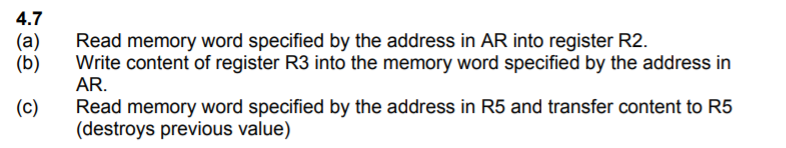 4.7
(a) Read memory word specified by the address in AR into register R2.
(b) Write content of register R3 into the memory word specified by the address in
AR.
(c) Read memory word specified by the address in R5 and transfer content to R5
(destroys previous value)